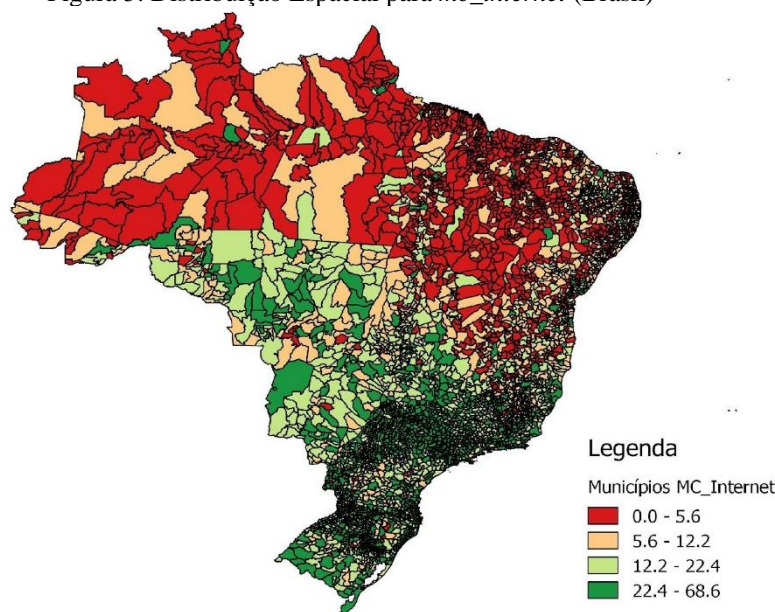 Figura 5: Distribuição Espacial para mc_internet (Brasil)
Legenda
Municípios MC_Internet
0.0 - 5.6
5.6 - 12.2
12.2 - 22.4
22.4 - 68.6